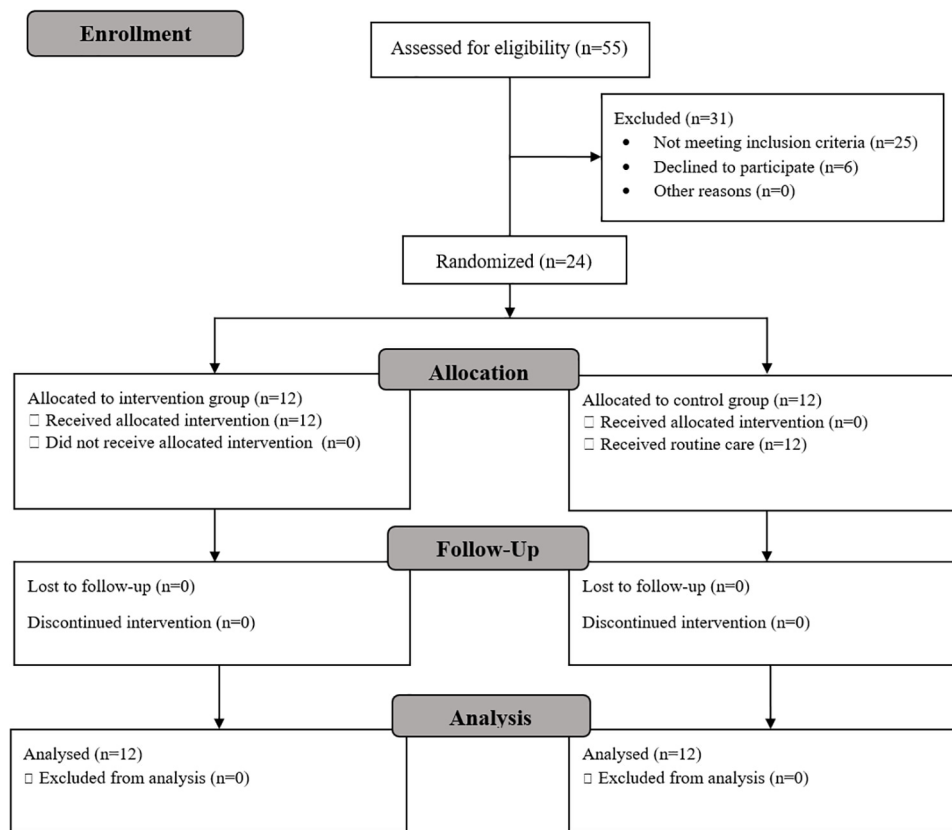 Enrollment
Assessed for eligibility (n=55)
Excluded (n=31)
• Not meeting inclusion criteria (n=25)
• Declined to participate (n=6)
• Other reasons (n=0)
Randomized (n=24)
Allocation
Allocated to intervention group (n=12)
□ Received allocated intervention (n=12)
□ Did not receive allocated intervention (n=0)
Allocated to control group (n=12)
□ Received allocated intervention (n=0)
□ Received routine care (n=12)
Follow-Up
Lost to follow-up (n=0)
Discontinued intervention (n=0)
Lost to follow-up (n=0)
Discontinued intervention (n=0)
Analysis
Analysed (n=12)
□ Excluded from analysis (n=0)
Analysed (n=12)
□ Excluded from analysis (n=0)